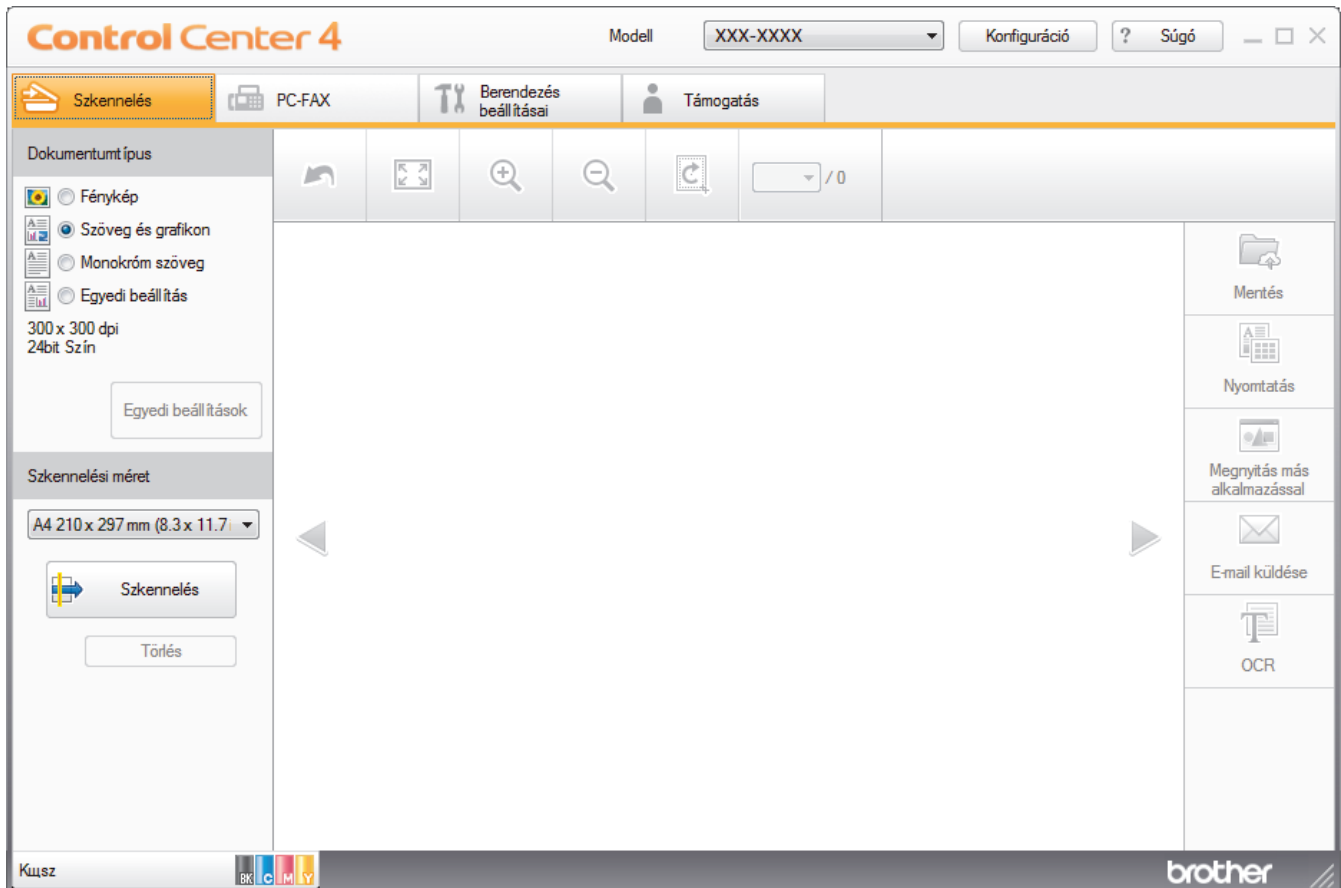 Control Center 4
Modell
XXX-XXXX
Konfiguráció
? Súgó
Szkennelés
PC-FAX
Berendezés
beállításai
Támogatás
Dokumentumtípus
Fénykép
Szöveg és grafikon
Monokróm szöveg
Egyedi beállítás
300 x 300 dpi
24bit Szín
Egyedi beállítások
Szkennelési méret
A4 210 x 297 mm (8.3 x 11.7
Szkennelés
Törlés
/ 0
Mentés
Nyomtatás
Megnyitás más
alkalmazással
E-mail küldése
OCR
Kщsz
BK C M Y
brother